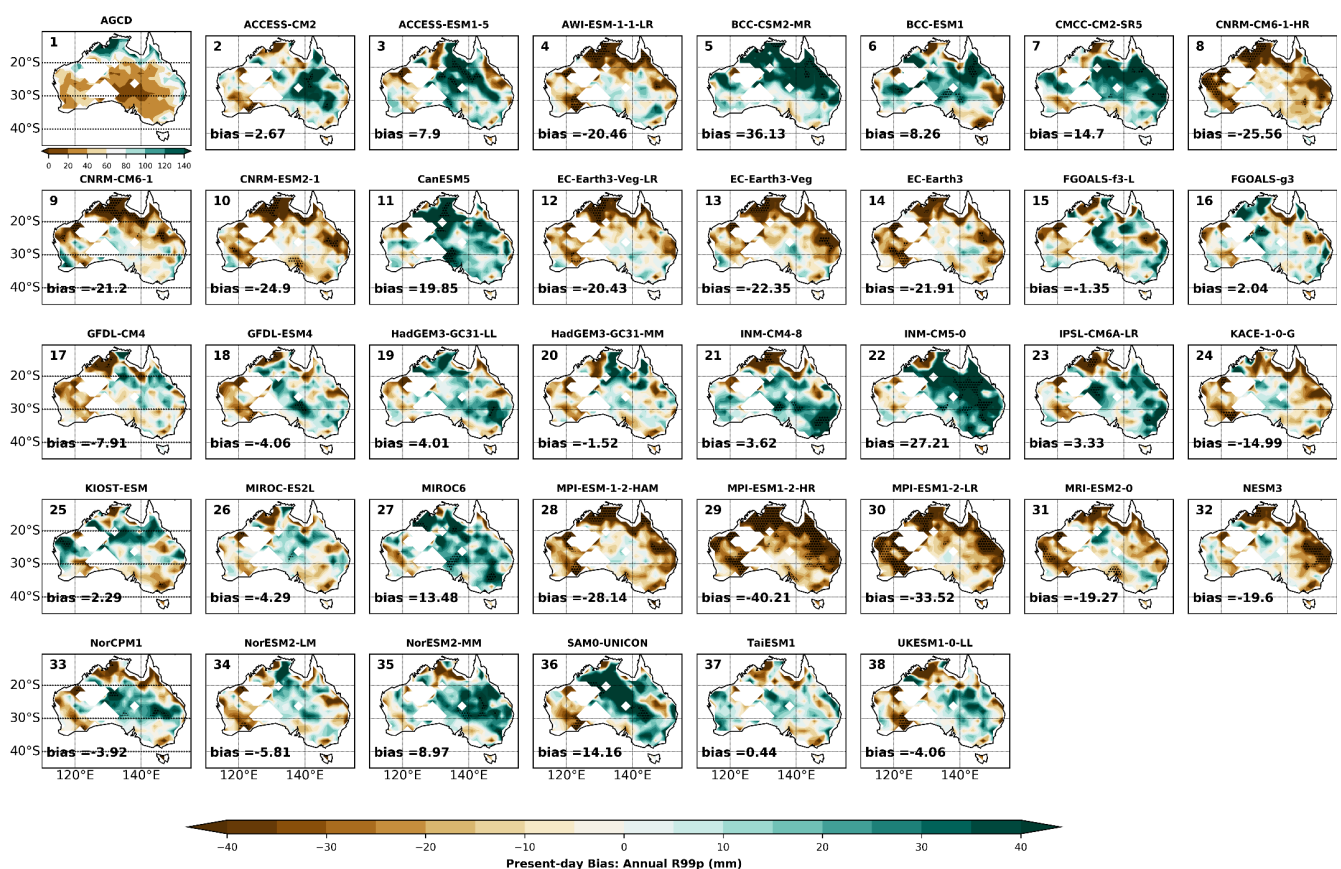 AGCD
ACCESS-CM2
ACCESS-ESM1-5
AWI-ESM-1-1-LR
BCC-CSM2-MR
BCC-ESM1
CMCC-CM2-SR5
CNRM-CM6-1-HR
1
2
3
4
5
6
7
8
20°S
30°S
40°S
bias =2.67
bias =7.9
bias =-20.46
bias =36.13
bias =8.26
bias =14.7
bias =-25.56
0 20 40 60 80 100 120 140
CNRM-CM6-1
CNRM-ESM2-1
CanESM5
EC-Earth3-Veg-LR
EC-Earth3-Veg
EC-Earth3
FGOALS-f3-L
FGOALS-g3
9
10
11
12
13
14
15
16
20°S
30°S
40°S
bias =-21.2
bias =-24.9
bias =19.85
bias =-20.43
bias =-22.35
bias =-21.91
bias =-1.35
bias =2.04
GFDL-CM4
GFDL-ESM4
HadGEM3-GC31-LL
HadGEM3-GC31-MM
INM-CM4-8
INM-CM5-0
IPSL-CM6A-LR
KACE-1-0-G
17
18
19
20
21
22
23
24
20°S
30°S
40°S
bias =-7.91
bias =-4.06
bias =4.01
bias =-1.52
bias =3.62
bias =27.21
bias =3.33
bias =-14.99
KIOST-ESM
MIROC-ES2L
MIROC6
MPI-ESM-1-2-HAM
MPI-ESM1-2-HR
MPI-ESM1-2-LR
MRI-ESM2-0
NESM3
25
26
27
28
29
30
31
32
20°S
30°S
40°S
bias =2.29
bias =-4.29
bias =13.48
bias =-28.14
bias =-40.21
bias =-33.52
bias =-19.27
bias =-19.6
NorCPM1
NorESM2-LM
NorESM2-MM
SAM0-UNICON
TaiESM1
UKESM1-0-LL
33
34
35
36
37
38
20°S
30°S
40°S
bias =-3.92
bias =-5.81
bias =8.97
bias =14.16
bias =0.44
bias =-4.06
120°E 140°E
120°E 140°E
120°E 140°E
120°E 140°E
120°E 140°E
120°E 140°E
−40 −30 −20 −10 0 10 20 30 40
Present-day Bias: Annual R99p (mm)